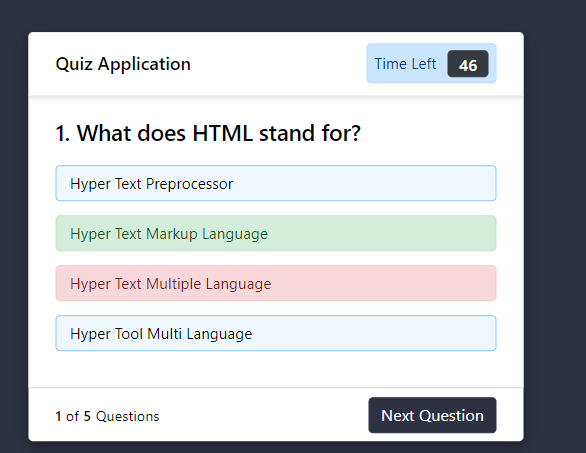 Quiz Application
Time Left 46
1. What does HTML stand for?
Hyper Text Preprocessor
Hyper Text Markup Language
Hyper Text Multiple Language
Hyper Tool Multi Language
1 of 5 Questions
Next Question